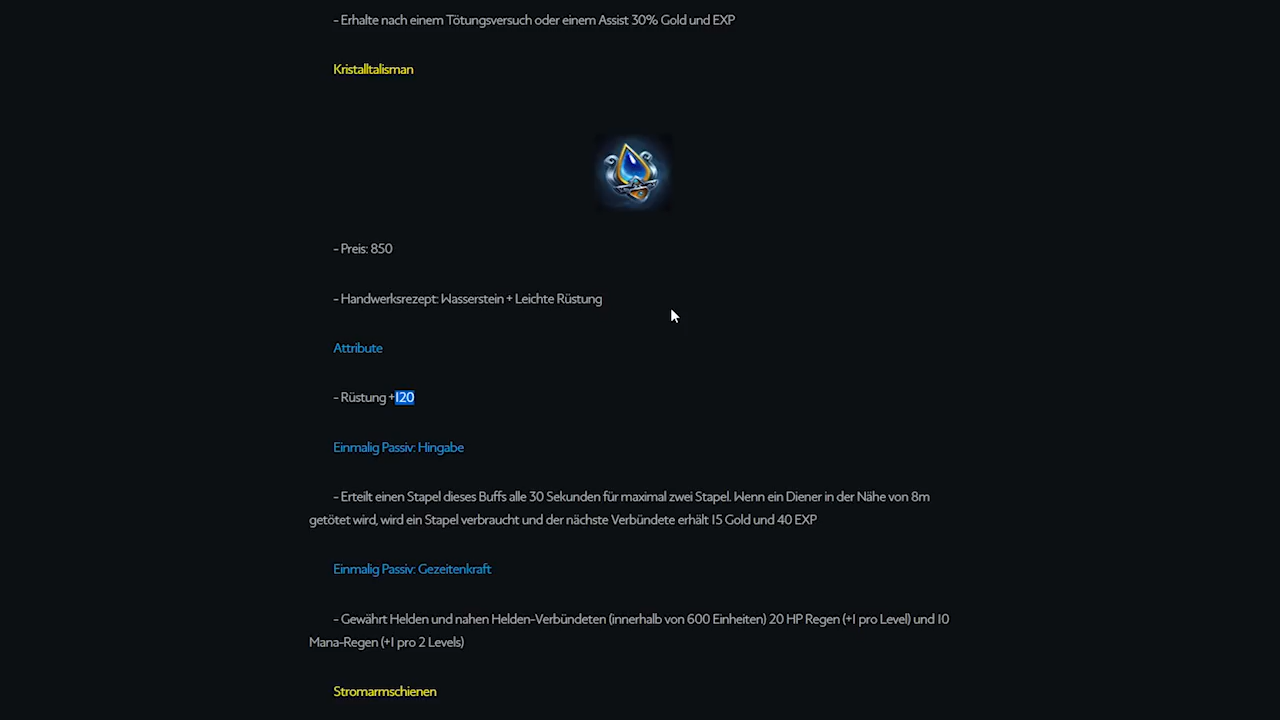 - Erhalte nach einem Tötungsversuch oder einem Assist 30% Gold und EXP
Kristalltalisman
- Preis: 850
- Handwerksrezept: Wasserstein + Leichte Rüstung
Attribute
- Rüstung +120
Einmalig Passiv: Hingabe
- Erteilt einen Stapel dieses Buffs alle 30 Sekunden für maximal zwei Stapel. Wenn ein Diener in der Nähe von 8m
getötet wird, wird ein Stapel verbraucht und der nächste Verbündete erhält 15 Gold und 40 EXP
Einmalig Passiv: Gezeitenkraft
- Gewährt Helden und nahen Helden-Verbündeten (innerhalb von 600 Einheiten) 20 HP Regen (+1 pro Level) und 10
Mana-Regen (+1 pro 2 Levels)
Stromarmschienen